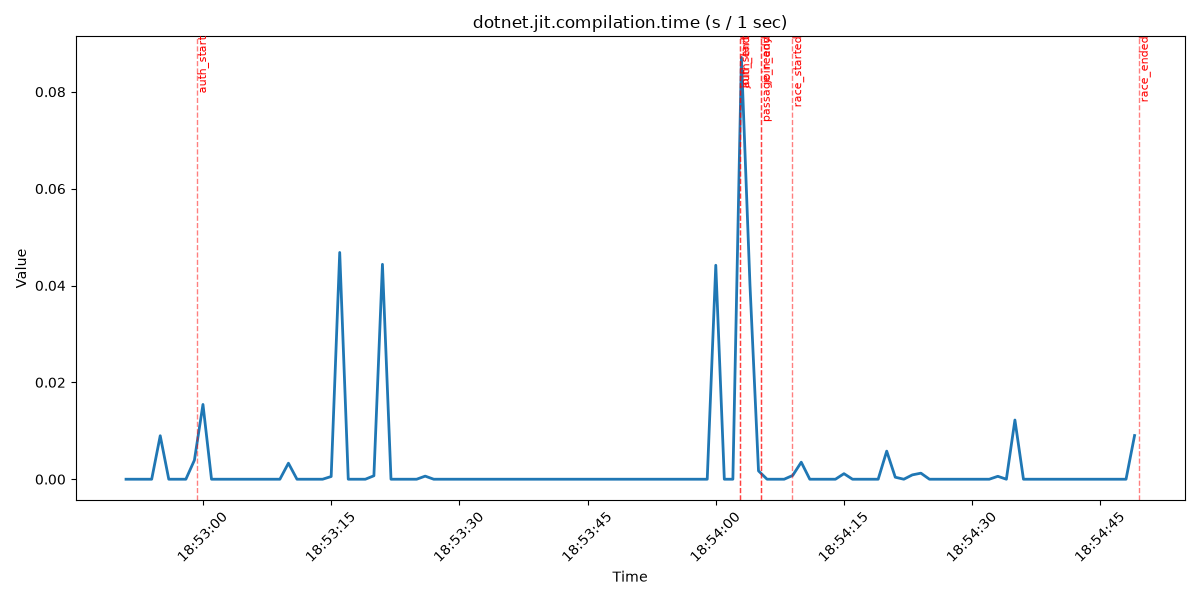 dotnet.jit.compilation.time (s / 1 sec)
auth_start
passage_ready
race_started
race_ended
Value
0.08
0.06
0.04
0.02
0.00
18:53:00
18:53:15
18:53:30
18:53:45
18:54:00
18:54:15
18:54:30
18:54:45
Time